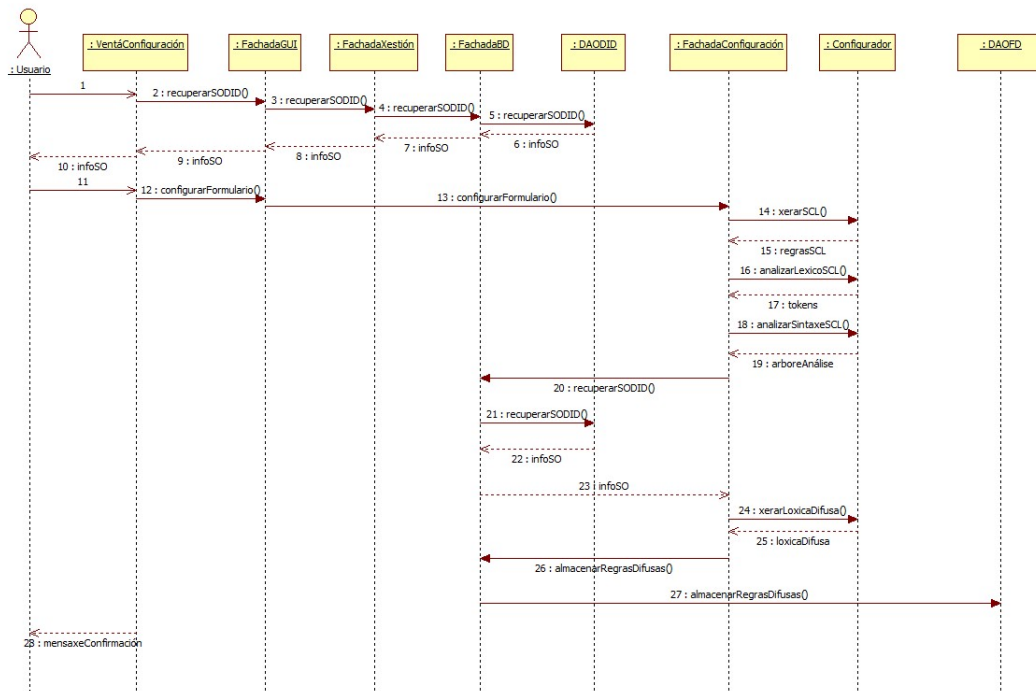 : Usuario
: VentáConfiguración
: FachadaGUI
: FachadaXestión
: FachadaBD
: DAODID
: FachadaConfiguración
: Configurador
: DAOFD
1
2 : recuperarSODID()
3 : recuperarSODID()
4 : recuperarSODID()
5 : recuperarSODID()
6 : infoSO
7 : infoSO
8 : infoSO
9 : infoSO
10 : infoSO
11
12 : configurarFormulario()
13 : configurarFormulario()
14 : xerarSCL()
15 : regrasSCL
16 : analizarLexicoSCL()
17 : tokens
18 : analizarSintaxeSCL()
19 : arboreAnálise
20 : recuperarSODID()
21 : recuperarSODID()
22 : infoSO
23 : infoSO
24 : xerarLoxicaDifusa()
25 : loxicaDifusa
26 : almacenarRegrasDifusas()
27 : almacenarRegrasDifusas()
28 : mensaxeConfirmación